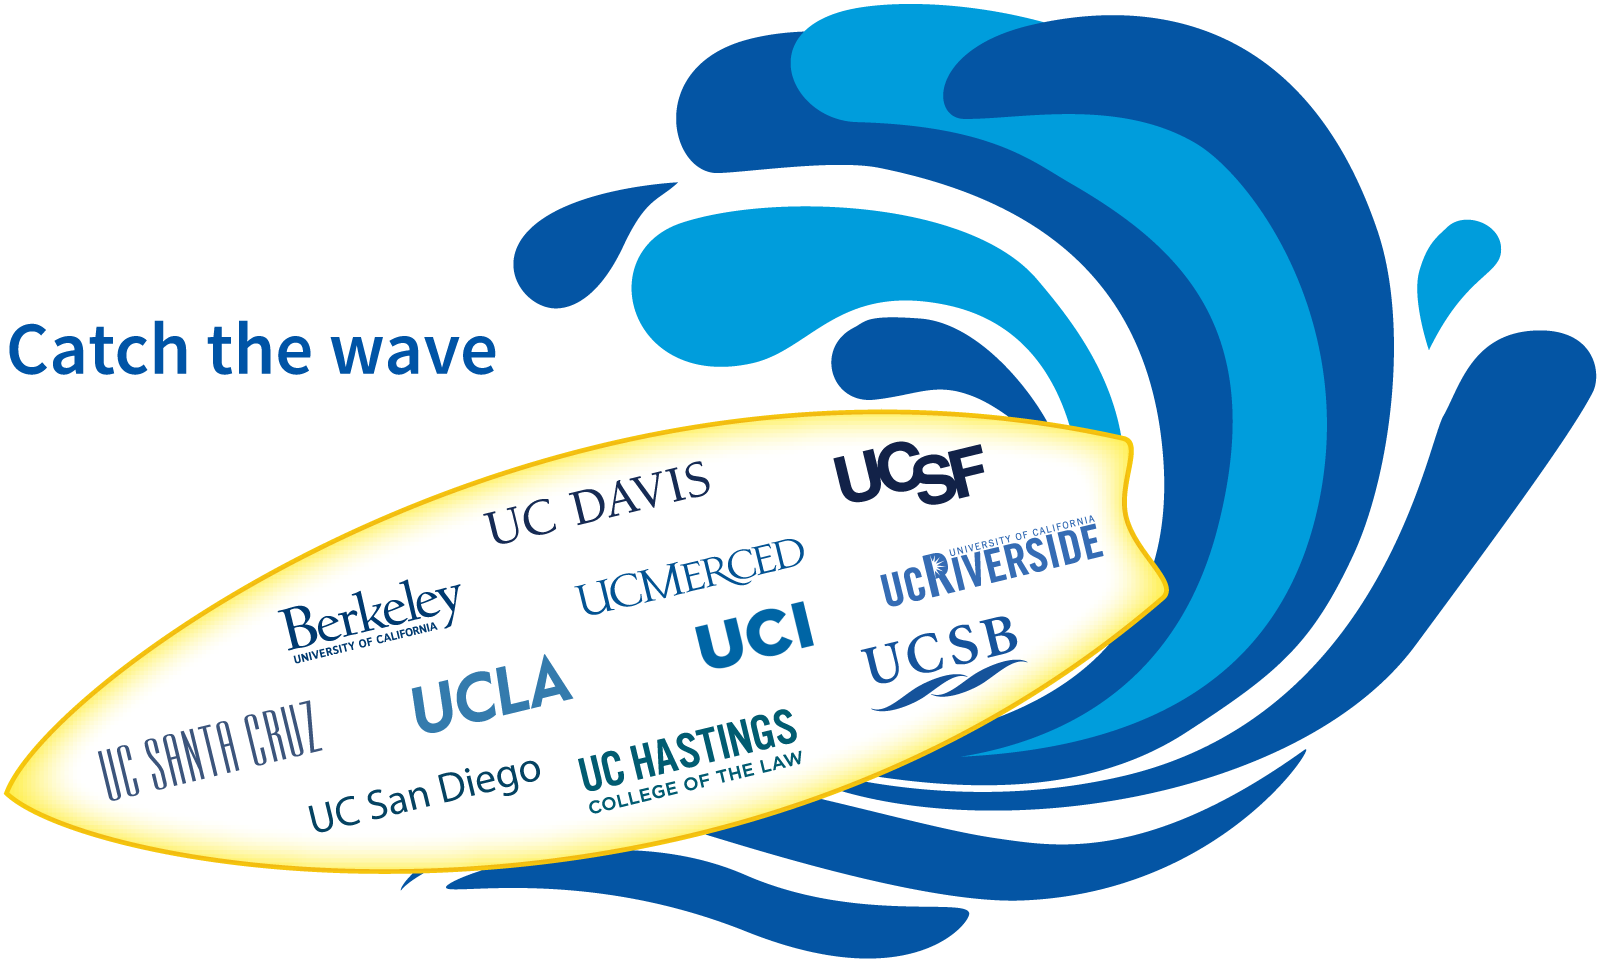 Catch the wave
UC DAVIS
UCSF
Berkeley
UNIVERSITY OF CALIFORNIA
UCMERCED
UNIVERSITY OF CALIFORNIA
UCRIVERSIDE
UCLA
UCI
UCSB
UC SANTA CRUZ
UC San Diego
UC HASTINGS
COLLEGE OF THE LAW